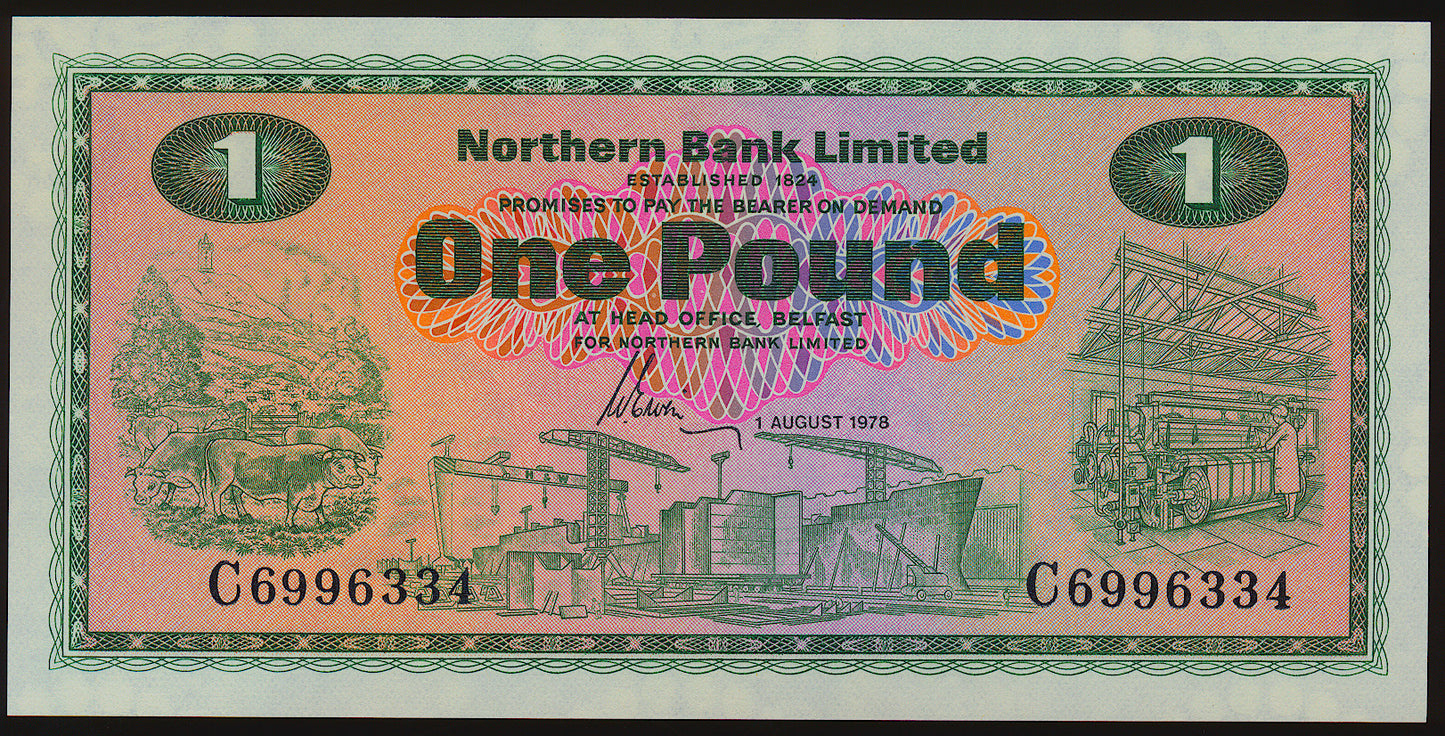 1
1
Northern Bank Limited
ESTABLISHED 1824
PROMISES TO PAY THE BEARER ON DEMAND
One Pound
AT HEAD OFFICE, BELFAST
FOR NORTHERN BANK LIMITED
1 AUGUST 1978
H & W
C6996334
C6996334